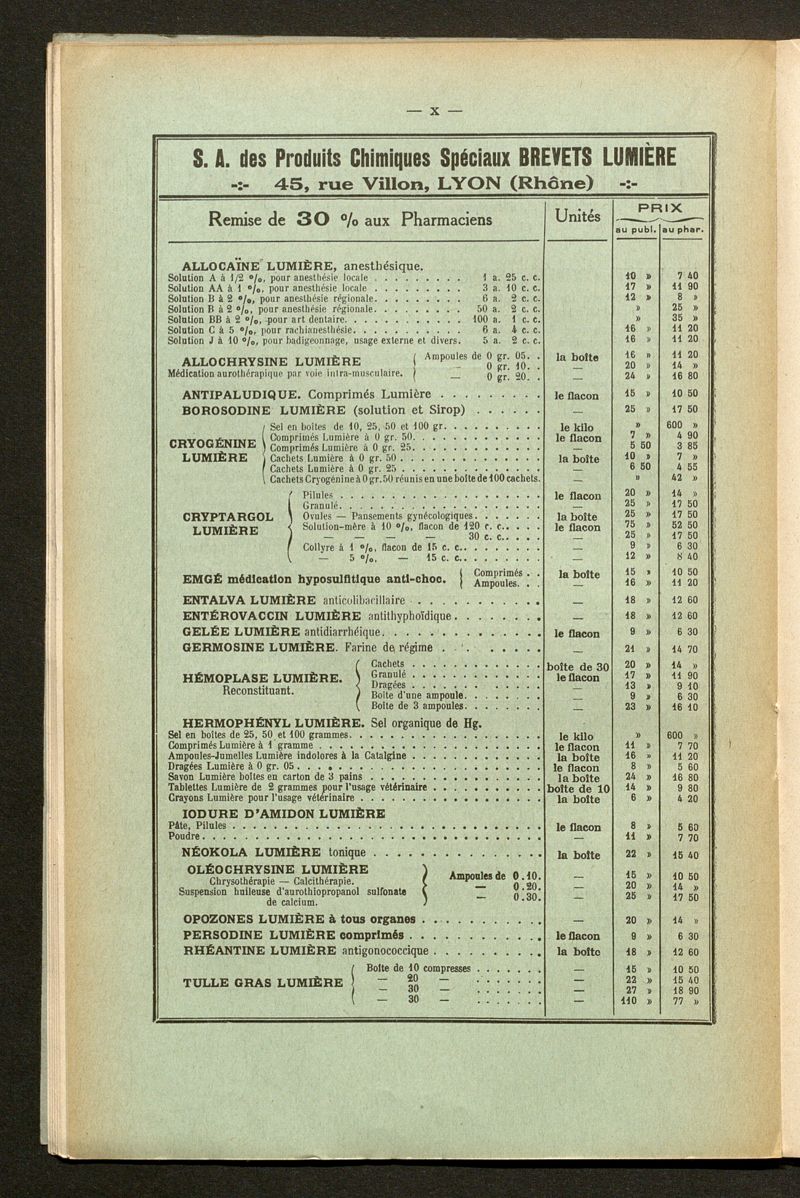 — X —
S. A. des Produits Chimiques Spéciaux BREVETS LUMIÈRE
-:- 45, rue Villon, LYON (Rhône) -:-
Remise de 30 % aux Pharmaciens Unités PRIX
au publ. au phar.
ALLOCAÏNE LUMIÈRE, anesthésique.
Solution A à 1/2 %, pour anesthésie locale . . . . . . . . . 1 a. 25 c. c. 10 » 7 40
Solution AA à 1 %, pour anesthésie locale . . . . . . . . . 3 a. 10 c. c. 17 » 11 90
Solution B à 2 %, pour anesthésie régionale. . . . . . . . . 6 a. 2 c. c. 12 » 8 »
Solution B à 2 %, pour anesthésie régionale. . . . . . . . . 50 a. 2 c. c. » 25 »
Solution BB à 2 %, pour art dentaire. . . . . . . . . . . . 100 a. 1 c. c. » 35 »
Solution C à 5 %, pour rachianesthésie. . . . . . . . . . . 6 a. 4 c. c. 16 » 11 20
Solution J à 10 %, pour badigeonnage, usage externe et divers. 5 a. 2 c. c. 16 » 11 20
ALLOCHRYSINE LUMIÈRE
Médication aurothérapique par voie intra-musculaire.
Ampoules de 0 gr. 05. . la boîte 16 » 11 20
— 0 gr. 10. . — 20 » 14 »
— 0 gr. 20. . — 24 » 16 80
ANTIPALUDIQUE. Comprimés Lumière . . . . . . . . . le flacon 15 » 10 50
BOROSODINE LUMIÈRE (solution et Sirop) . . . . . . — 25 » 17 50
CRYOGÉNINE LUMIÈRE
Sel en boîtes de 10, 25, 50 et 100 gr. . . . . . . . . . le kilo » 600 »
Comprimés Lumière à 0 gr. 50. . . . . . . . . . . . . le flacon 7 » 4 90
Comprimés Lumière à 0 gr. 25. . . . . . . . . . . . . — 5 50 3 85
Cachets Lumière à 0 gr. 50 . . . . . . . . . . . . . . la boîte 10 » 7 »
Cachets Lumière à 0 gr. 25 . . . . . . . . . . . . . . — 6 50 4 55
Cachets Cryogénine à 0 gr. 50 réunis en une boîte de 100 cachets. — » 42 »
CRYPTARGOL LUMIÈRE
Pilules . . . . . . . . . . . . . . . . . . . . le flacon 20 » 14 »
Granulé. . . . . . . . . . . . . . . . . . . . — 25 » 17 50
Ovules — Pansements gynécologiques. . . . . . . la boîte 25 » 17 50
Solution-mère à 10 %, flacon de 120 c. c. . . . . le flacon 75 » 52 50
— — — — 30 c. c. . . . . — 25 » 17 50
Collyre à 1 %, flacon de 15 c. c. . . . . . . . . — 9 » 6 30
— 5 %. — 15 c. c. . . . . . . . . — 12 » 8 40
EMGÉ médication hyposulfitique anti-choc.
Comprimés . . la boîte 15 » 10 50
Ampoules. . . — 16 » 11 20
ENTALVA LUMIÈRE anticolibacillaire . . . . . . . . . . . — 18 » 12 60
ENTÉROVACCIN LUMIÈRE antithyphoïdique. . . . . . . . — 18 » 12 60
GELÉE LUMIÈRE antidiarrhéique. . . . . . . . . . . . . . le flacon 9 » 6 30
GERMOSINE LUMIÈRE. Farine de régime . . . . . . . . — 21 » 14 70
HÉMOPLASE LUMIÈRE.
Reconstituant.
Cachets . . . . . . . . . . . . boîte de 30 20 » 14 »
Granulé . . . . . . . . . . . . le flacon 17 » 11 90
Dragées . . . . . . . . . . . . — 13 » 9 10
Boîte d'une ampoule. . . . . . . . — 9 » 6 30
Boîte de 3 ampoules. . . . . . . . — 23 » 16 10
HERMOPHÉNYL LUMIÈRE. Sel organique de Hg.
Sel en boîtes de 25, 50 et 100 grammes. . . . . . . . . . . . . . . . . le kilo » 600 »
Comprimés Lumière à 1 gramme . . . . . . . . . . . . . . . . . . . . le flacon 11 » 7 70
Ampoules-Jumelles Lumière indolores à la Catalgine . . . . . . . . . . . la boîte 16 » 11 20
Dragées Lumière à 0 gr. 05. . . . . . . . . . . . . . . . . . . . . . le flacon 8 » 5 60
Savon Lumière boîtes en carton de 3 pains . . . . . . . . . . . . . . . la boîte 24 » 16 80
Tablettes Lumière de 2 grammes pour l'usage vétérinaire . . . . . . . . . boîte de 10 14 » 9 80
Crayons Lumière pour l'usage vétérinaire . . . . . . . . . . . . . . . . la boîte 6 » 4 20
IODURE D'AMIDON LUMIÈRE
Pâte, Pilules . . . . . . . . . . . . . . . . . . . . . . . . . . . le flacon 8 » 5 60
Poudre. . . . . . . . . . . . . . . . . . . . . . . . . . . . . . — 11 » 7 70
NÉOKOLA LUMIÈRE tonique . . . . . . . . . . . . . . . la boîte 22 » 15 40
OLÉOCHRYSINE LUMIÈRE
Chrysothérapie — Calcithérapie.
Suspension huileuse d'aurothiopropanol sulfonate
de calcium.
Ampoules de 0.10. — 15 » 10 50
— 0.20. — 20 » 14 »
— 0.30. — 25 » 17 50
OPOZONES LUMIÈRE à tous organes . . . . . . . . . . . — 20 » 14 »
PERSODINE LUMIÈRE comprimés . . . . . . . . . . . . le flacon 9 » 6 30
RHÉANTINE LUMIÈRE antigonococcique . . . . . . . . . . la boîte 18 » 12 60
TULLE GRAS LUMIÈRE
Boîte de 10 compresses . . . . . . . — 15 » 10 50
— 20 — . . . . . . . — 22 » 15 40
— 30 — . . . . . . . — 27 » 18 90
— 30 — . . . . . . . — 110 » 77 »